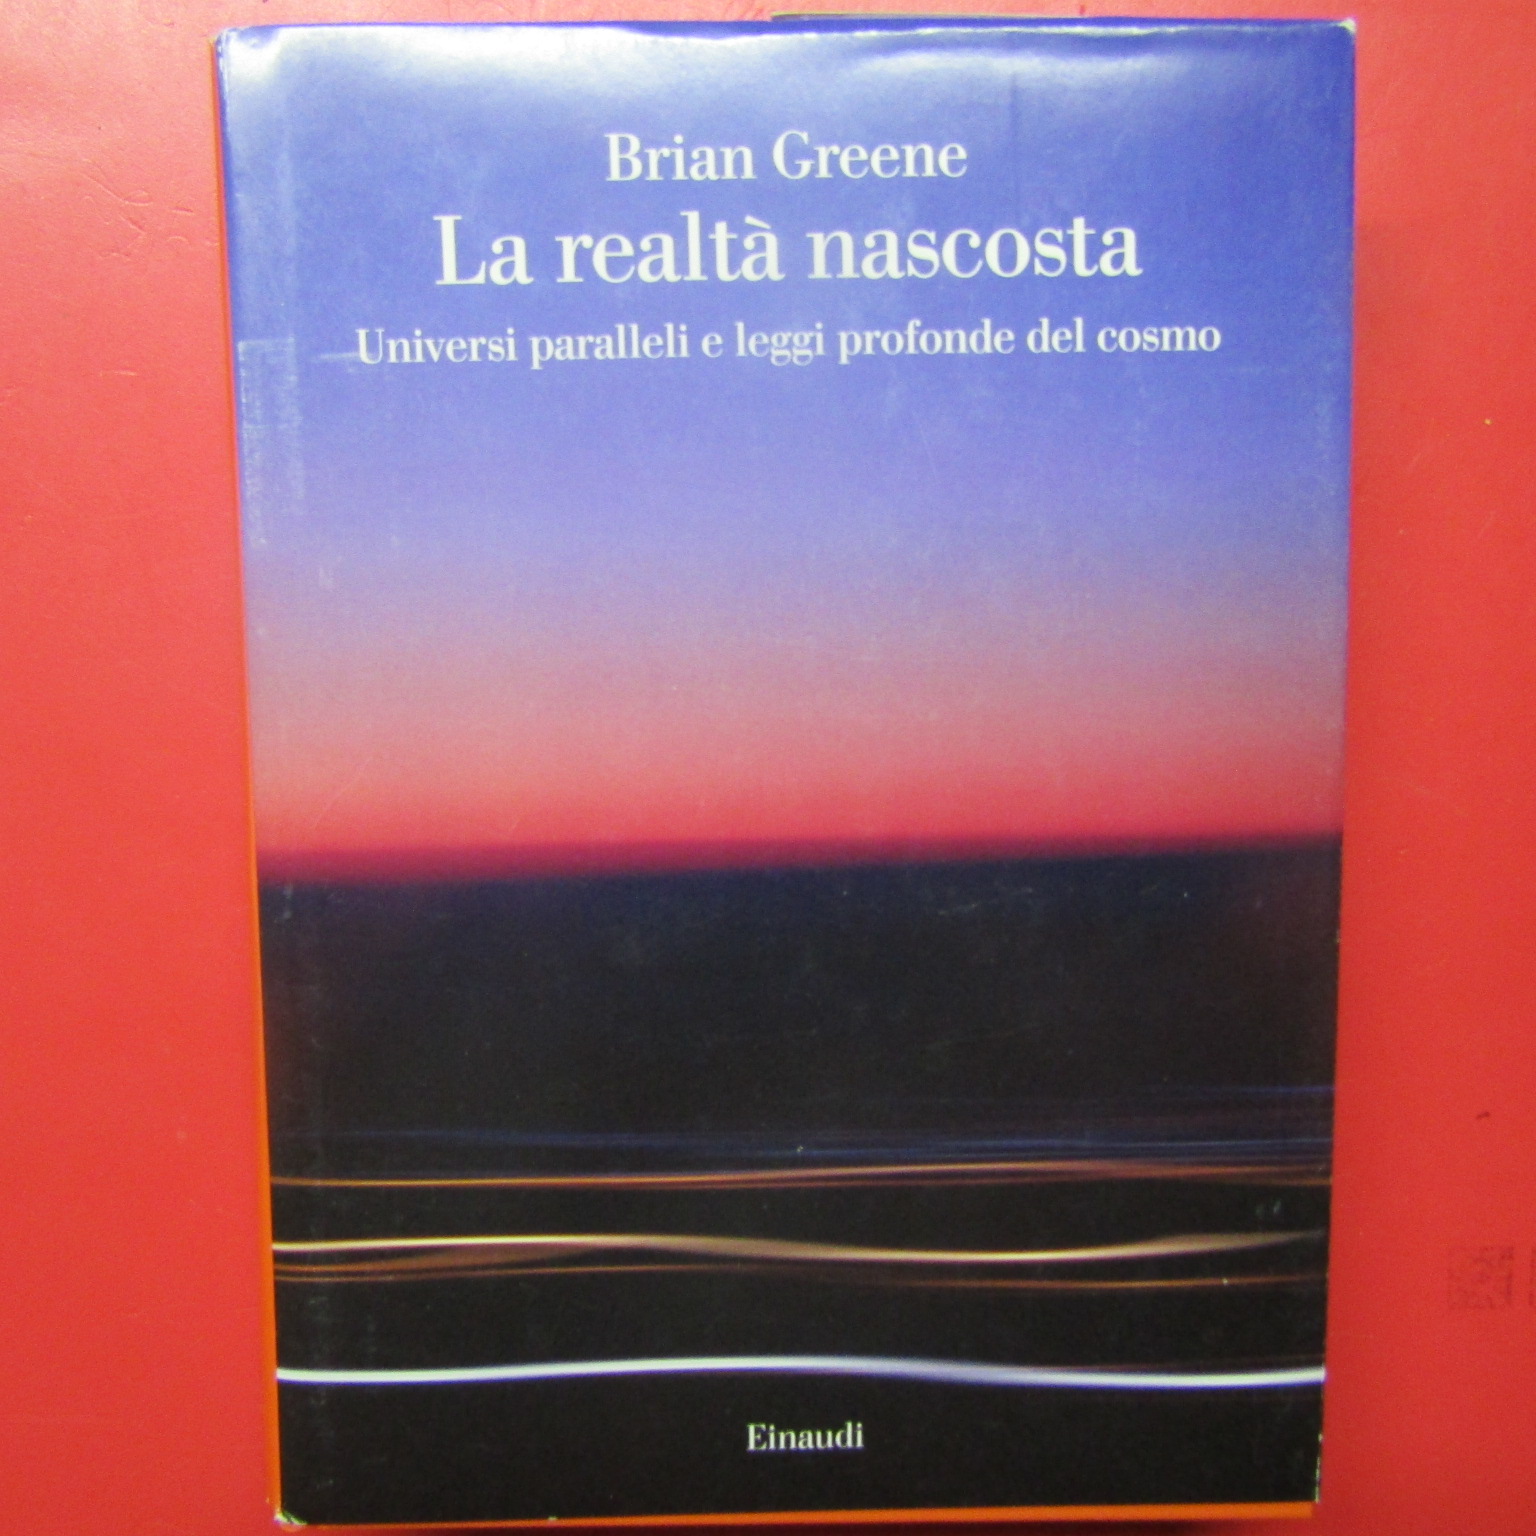 Brian Greene
La realtà nascosta
Universi paralleli e leggi profonde del cosmo
Einaudi